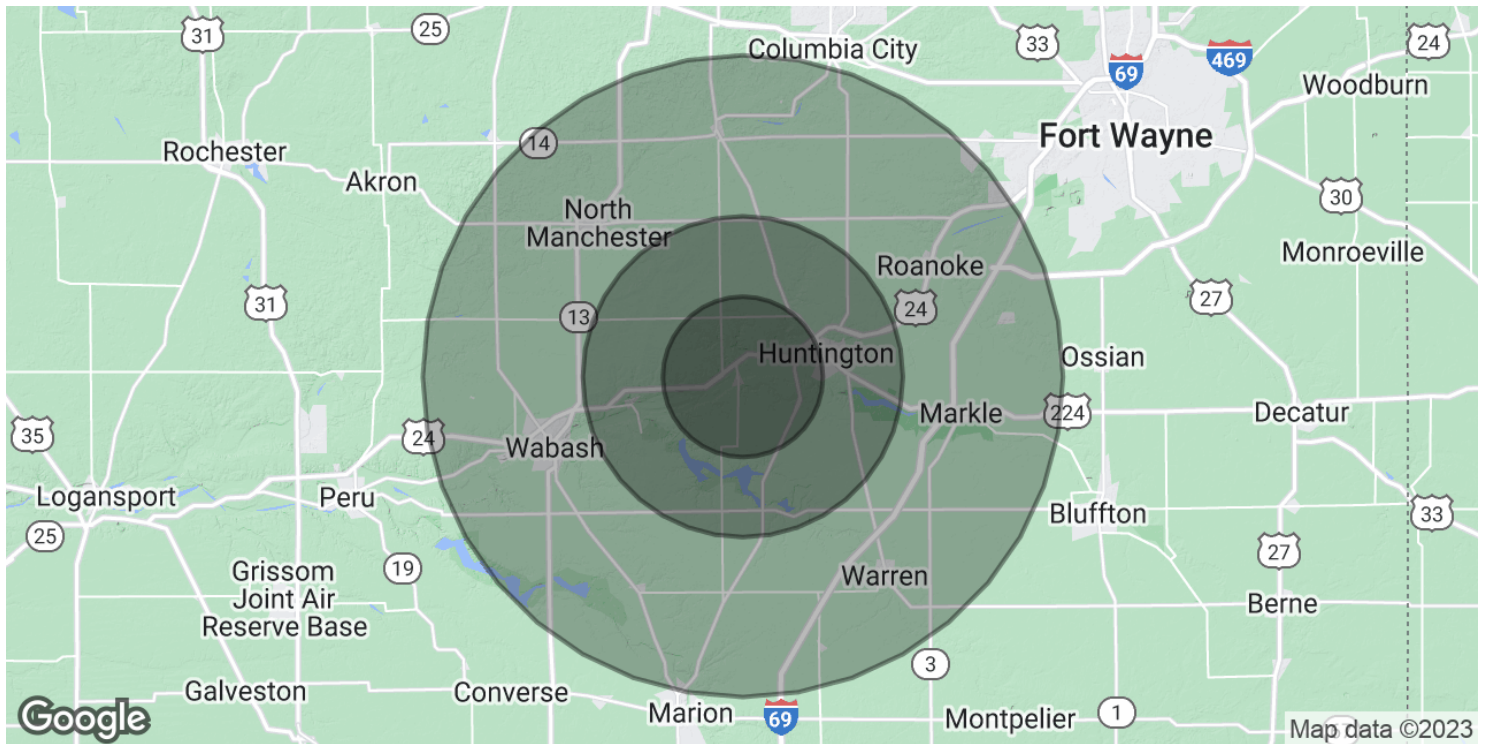 31
25
Columbia City
33
69
469
24
Woodburn
Fort Wayne
14
Rochester
Akron
30
North
Manchester
Monroeville
Roanoke
31
13
24
27
Huntington
Ossian
35
24
Markle
224
Decatur
Wabash
Logansport
Peru
Bluffton
33
25
19
27
Grissom
Joint Air
Reserve Base
Warren
Berne
3
Galveston
Converse
Marion
69
Montpelier
1
Google
Map data ©2023